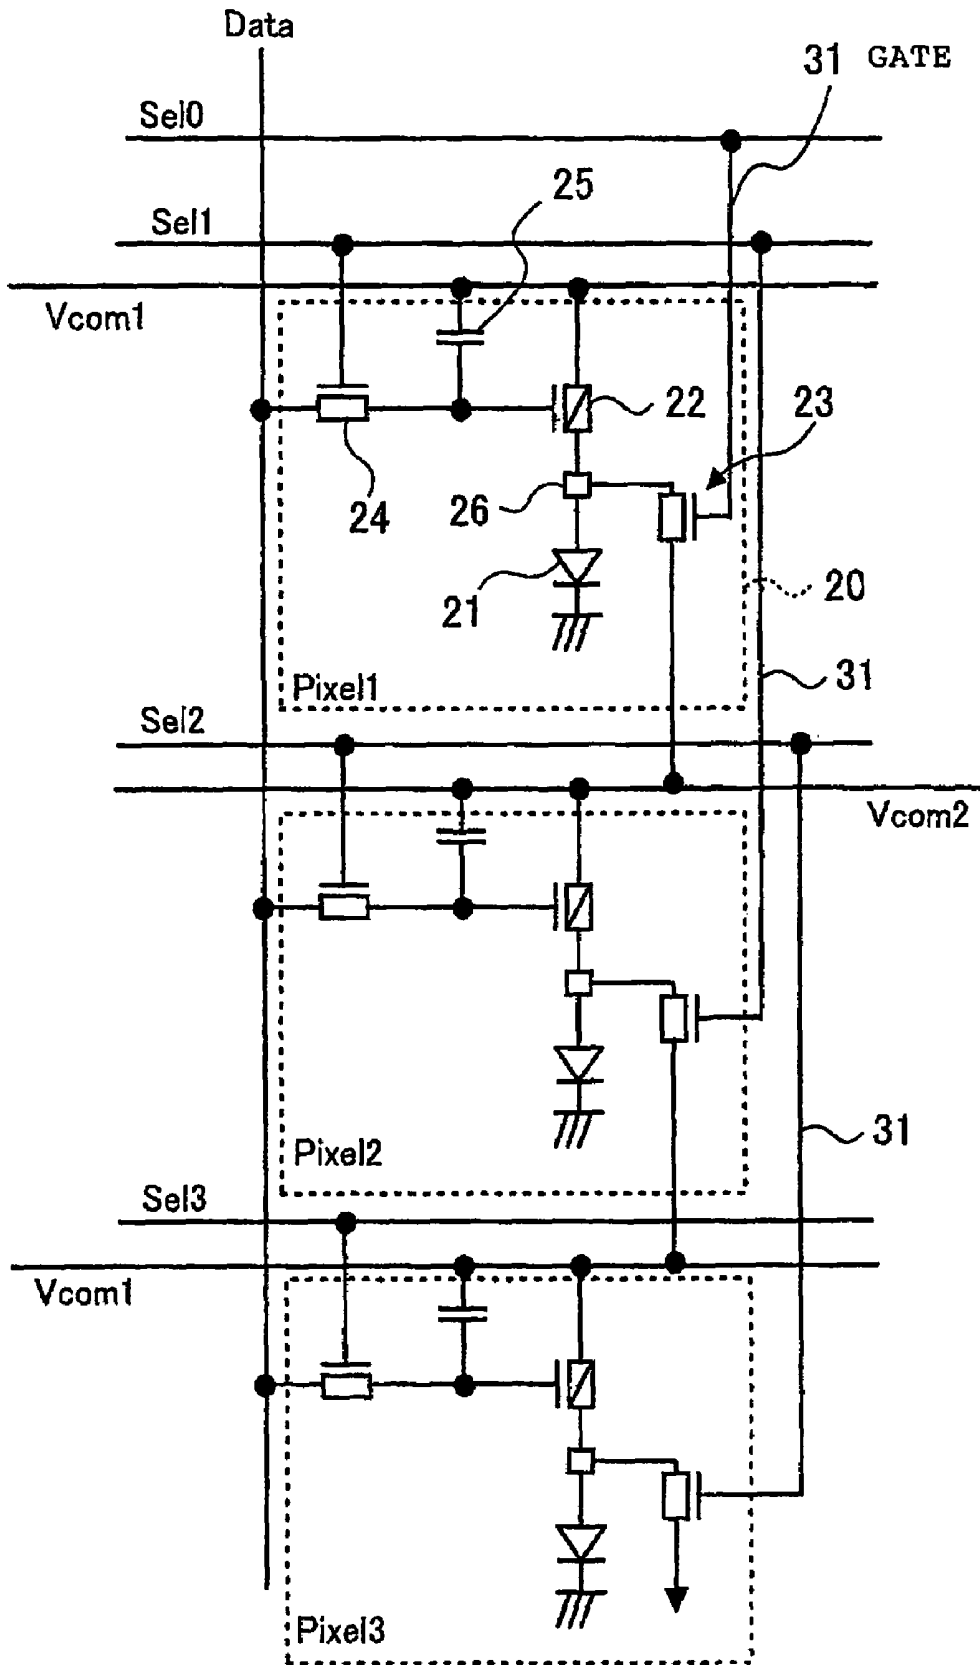 Data
31 GATE
Sel0
25
Sel1
Vcom1
22
23
24
26
21
20
Pixel1
31
Sel2
Vcom2
Pixel2
31
Sel3
Vcom1
Pixel3